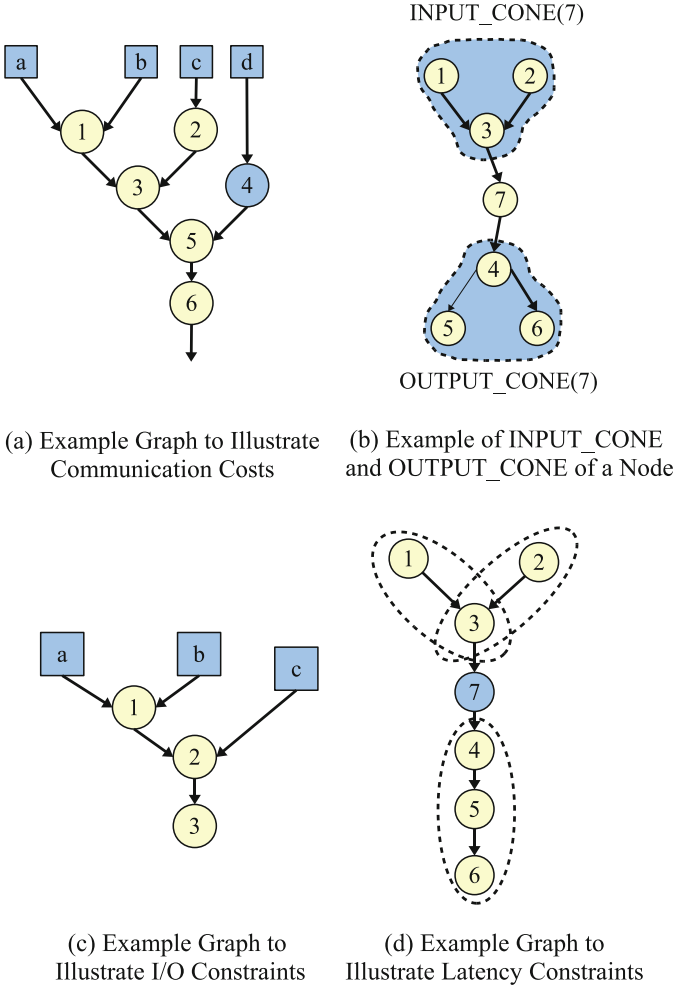 a
b
c
d
1
2
3
4
5
6
(a) Example Graph to Illustrate
Communication Costs
INPUT_CONE(7)
1
2
3
7
4
5
6
OUTPUT_CONE(7)
(b) Example of INPUT_CONE
and OUTPUT_CONE of a Node
a
b
c
1
2
3
(c) Example Graph to
Illustrate I/O Constraints
1
2
3
7
4
5
6
(d) Example Graph to
Illustrate Latency Constraints